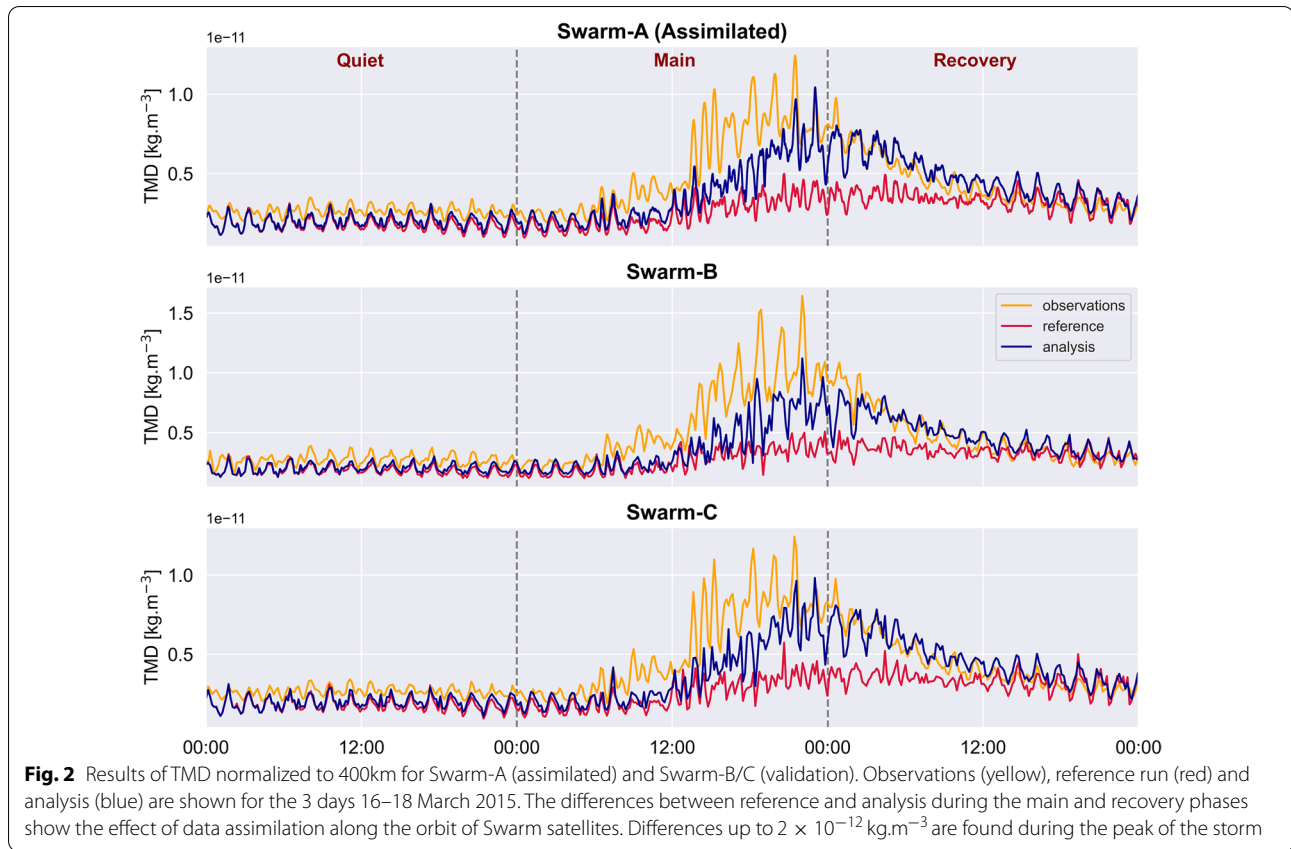 Swarm-A (Assimilated)
1e−11
Quiet Main Recovery
TMD [kg.m−3]
1.0
0.5
Swarm-B
1e−11
TMD [kg.m−3]
1.5
1.0
0.5
observations
reference
analysis
Swarm-C
1e−11
TMD [kg.m−3]
1.0
0.5
00:00 12:00 00:00 12:00 00:00 12:00 00:00
Fig. 2 Results of TMD normalized to 400km for Swarm-A (assimilated) and Swarm-B/C (validation). Observations (yellow), reference run (red) and
analysis (blue) are shown for the 3 days 16–18 March 2015. The differences between reference and analysis during the main and recovery phases
show the effect of data assimilation along the orbit of Swarm satellites. Differences up to 2 × 10−12 kg.m−3 are found during the peak of the storm